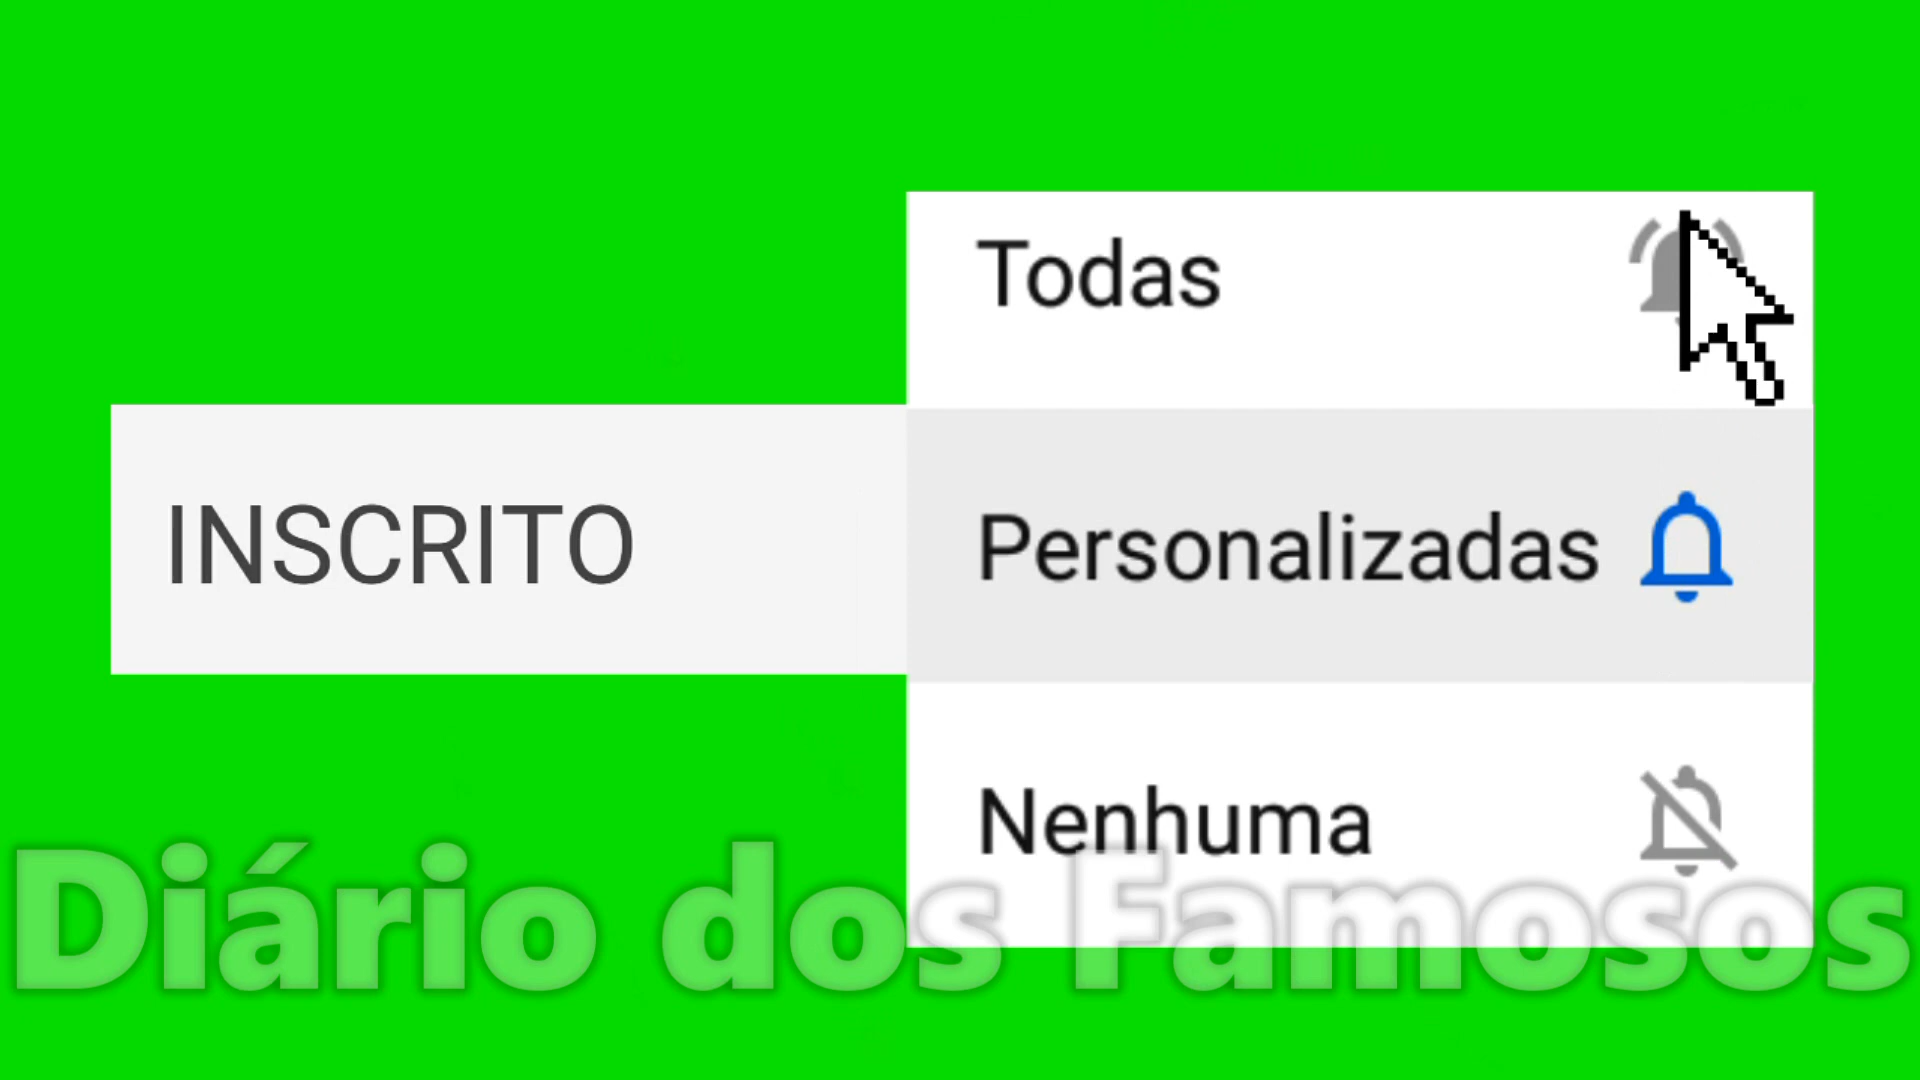 Todas
INSCRITO
Personalizadas
Nenhuma
Diário dos Famosos